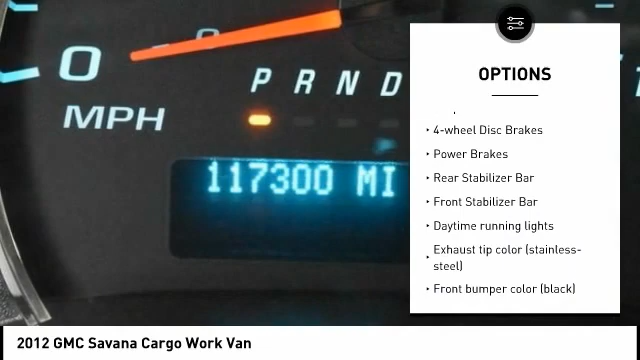 0
MPH
P R N D
117300 MI
OPTIONS
4-wheel Disc Brakes
Power Brakes
Rear Stabilizer Bar
Front Stabilizer Bar
Daytime running lights
Exhaust tip color (stainless-
steel)
Front bumper color (black)
2012 GMC Savana Cargo Work Van